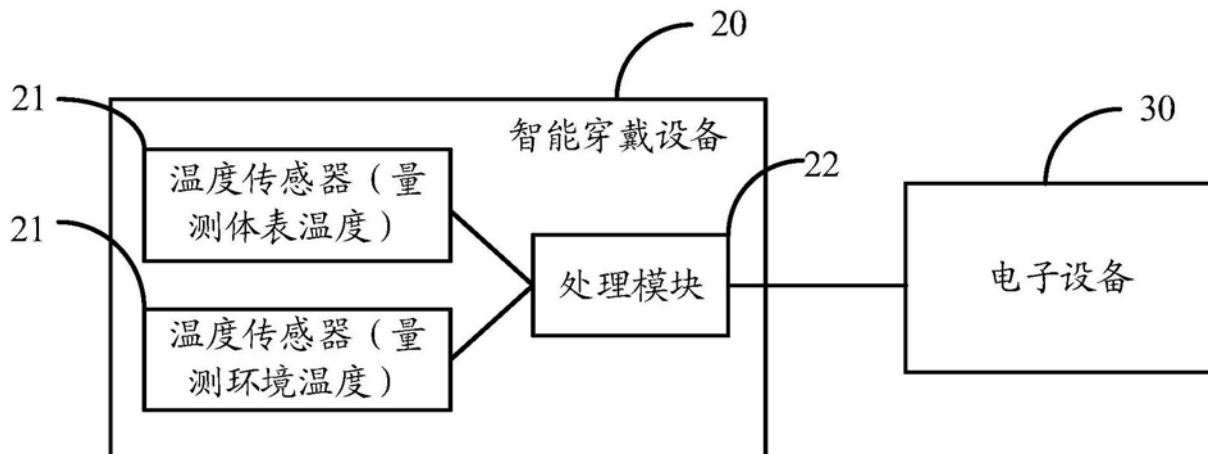 20
21
智能穿戴设备
30
温度传感器（量
测体表温度）
22
21
处理模块
电子设备
温度传感器（量
测环境温度）